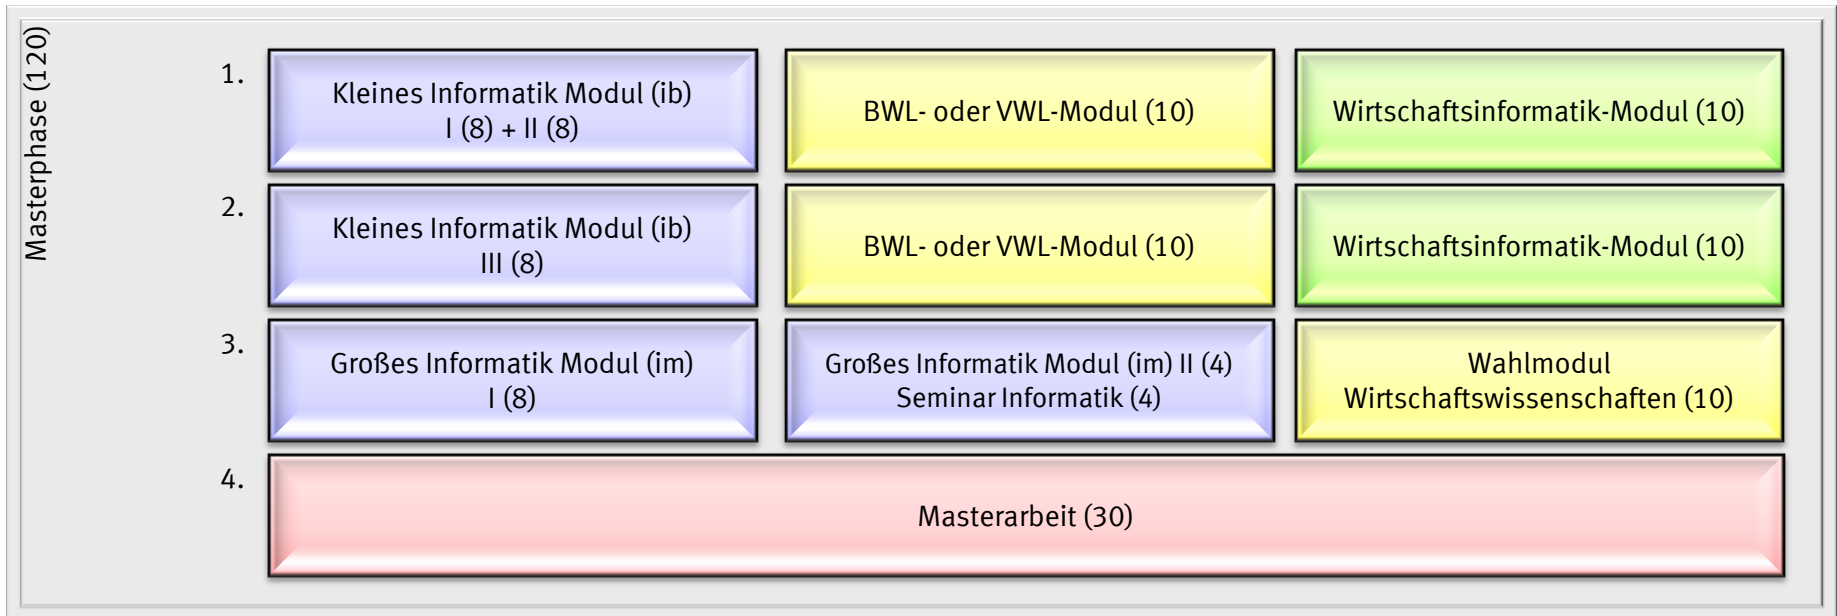 Masterphase (120)
1.
Kleines Informatik Modul (ib)
I (8) + II (8)
BWL- oder VWL-Modul (10)
Wirtschaftsinformatik-Modul (10)
2.
Kleines Informatik Modul (ib)
III (8)
BWL- oder VWL-Modul (10)
Wirtschaftsinformatik-Modul (10)
3.
Großes Informatik Modul (im)
I (8)
Großes Informatik Modul (im) II (4)
Seminar Informatik (4)
Wahlmodul
Wirtschaftswissenschaften (10)
4.
Masterarbeit (30)